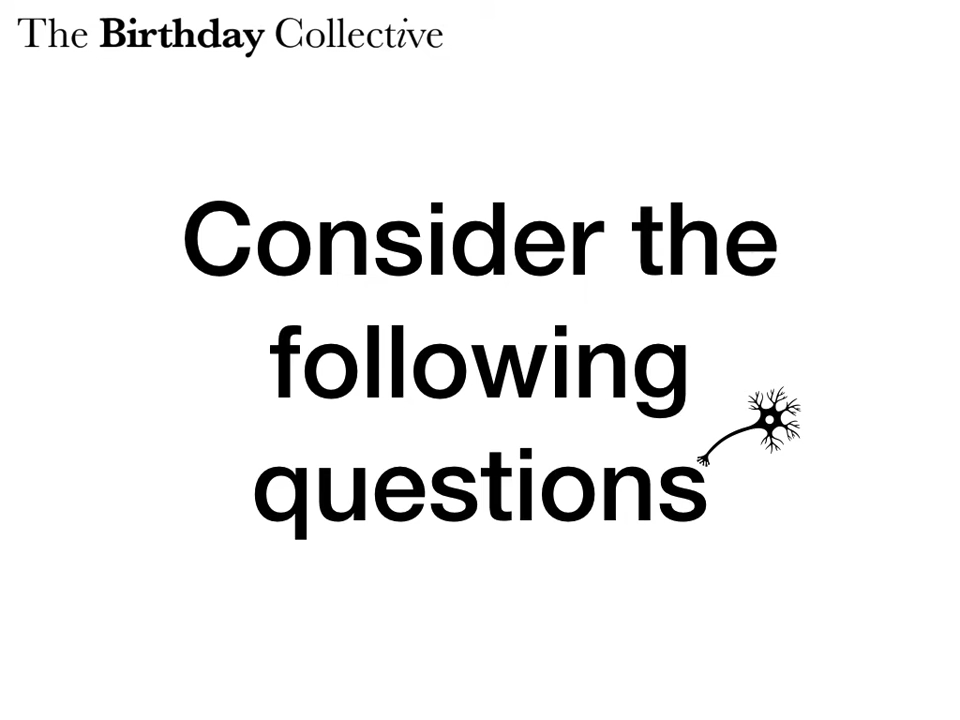 The Birthday Collective
Consider the
following
questions